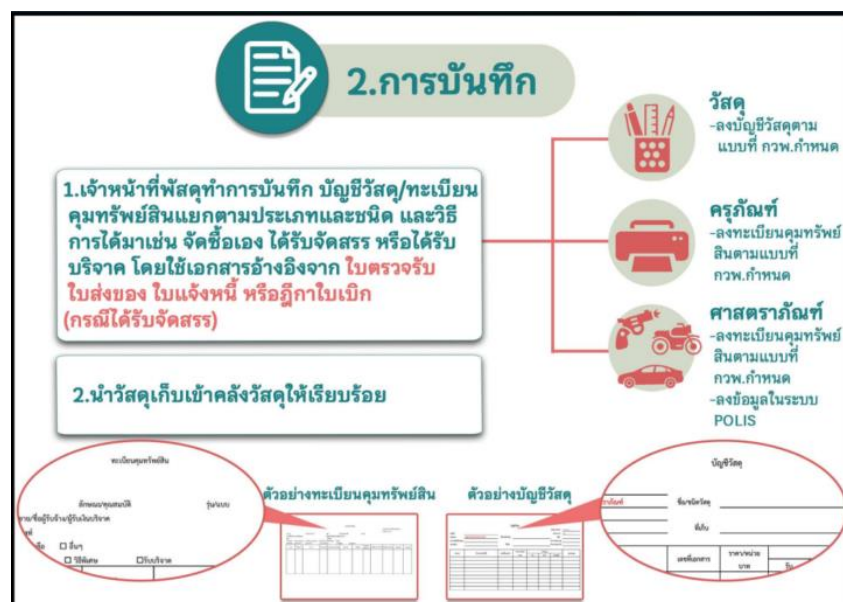 2.การบันทึก
1.เจ้าหน้าที่พัสดุทำการบันทึก บัญชีวัสดุ/ทะเบียน
คุมทรัพย์สินแยกตามประเภทและชนิด และวิธี
การได้มาเช่น จัดซื้อเอง ได้รับจัดสรร หรือได้รับ
บริจาค โดยใช้เอกสารอ้างอิงจาก ใบตรวจรับ
ใบส่งของ ใบแจ้งหนี้ หรือฎีกาใบเบิก
(กรณีได้รับจัดสรร)
2.นำวัสดุเก็บเข้าคลังวัสดุให้เรียบร้อย
วัสดุ
-ลงบัญชีวัสดุตาม
แบบที่ กวพ.กำหนด
ครุภัณฑ์
-ลงทะเบียนคุมทรัพย์
สินตามแบบที่
กวพ.กำหนด
ศาสตราภัณฑ์
-ลงทะเบียนคุมทรัพย์
สินตามแบบที่
กวพ.กำหนด
-ลงข้อมูลในระบบ
POLIS
ทะเบียนคุมทรัพย์สิน
ลักษณะ/คุณสมบัติ รุ่น/แบบ
ขาย/ชื่อผู้รับจ้าง/ผู้รับเงินบริจาค
อื่นๆ
วิธีพิเศษ รับบริจาค
ตัวอย่างทะเบียนคุมทรัพย์สิน
ตัวอย่างบัญชีวัสดุ
บัญชีวัสดุ
ชื่อ/ชนิดวัสดุ
ที่เก็บ
เลขที่เอกสาร ราคา/หน่วย
บาท รับ